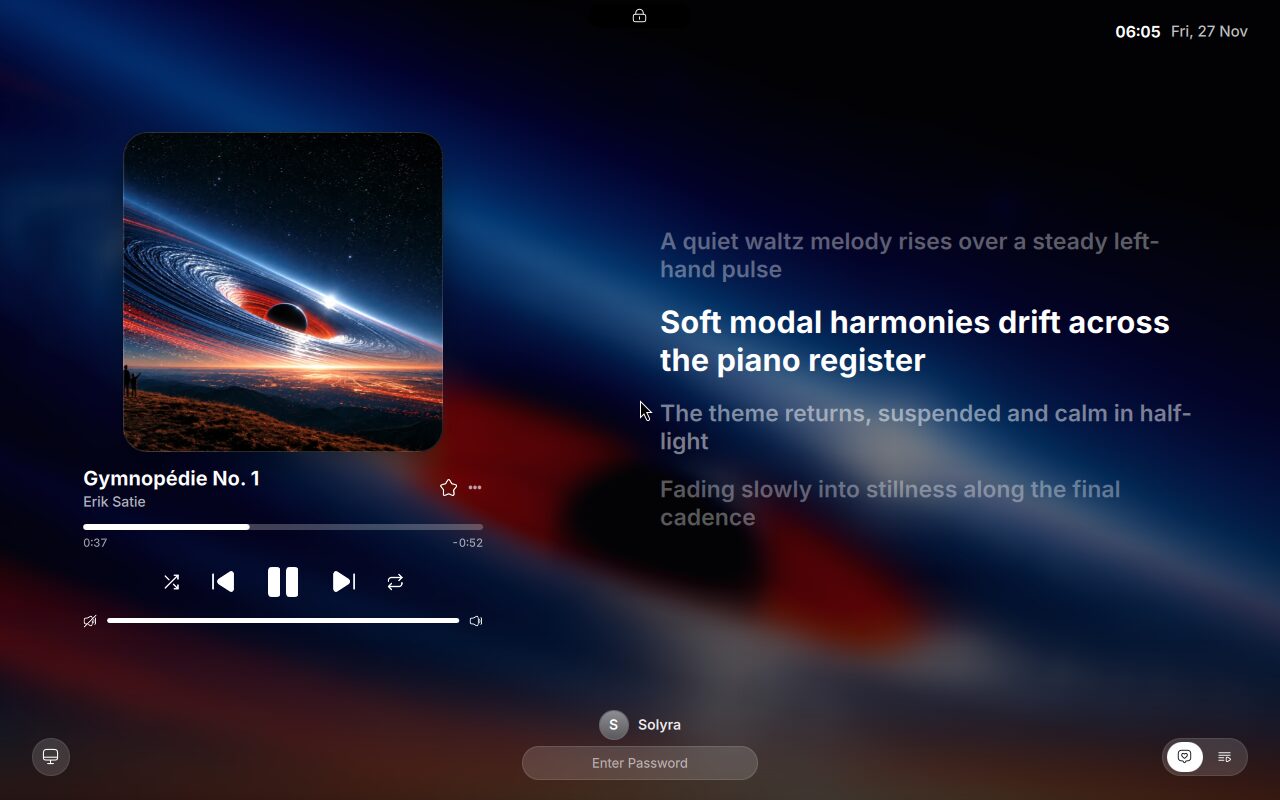 06:05 Fri, 27 Nov
A quiet waltz melody rises over a steady left-
hand pulse
Soft modal harmonies drift across
the piano register
The theme returns, suspended and calm in half-
light
Fading slowly into stillness along the final
cadence
Gymnopédie No. 1
Erik Satie
0:37 -0:52
S Solyra
Enter Password